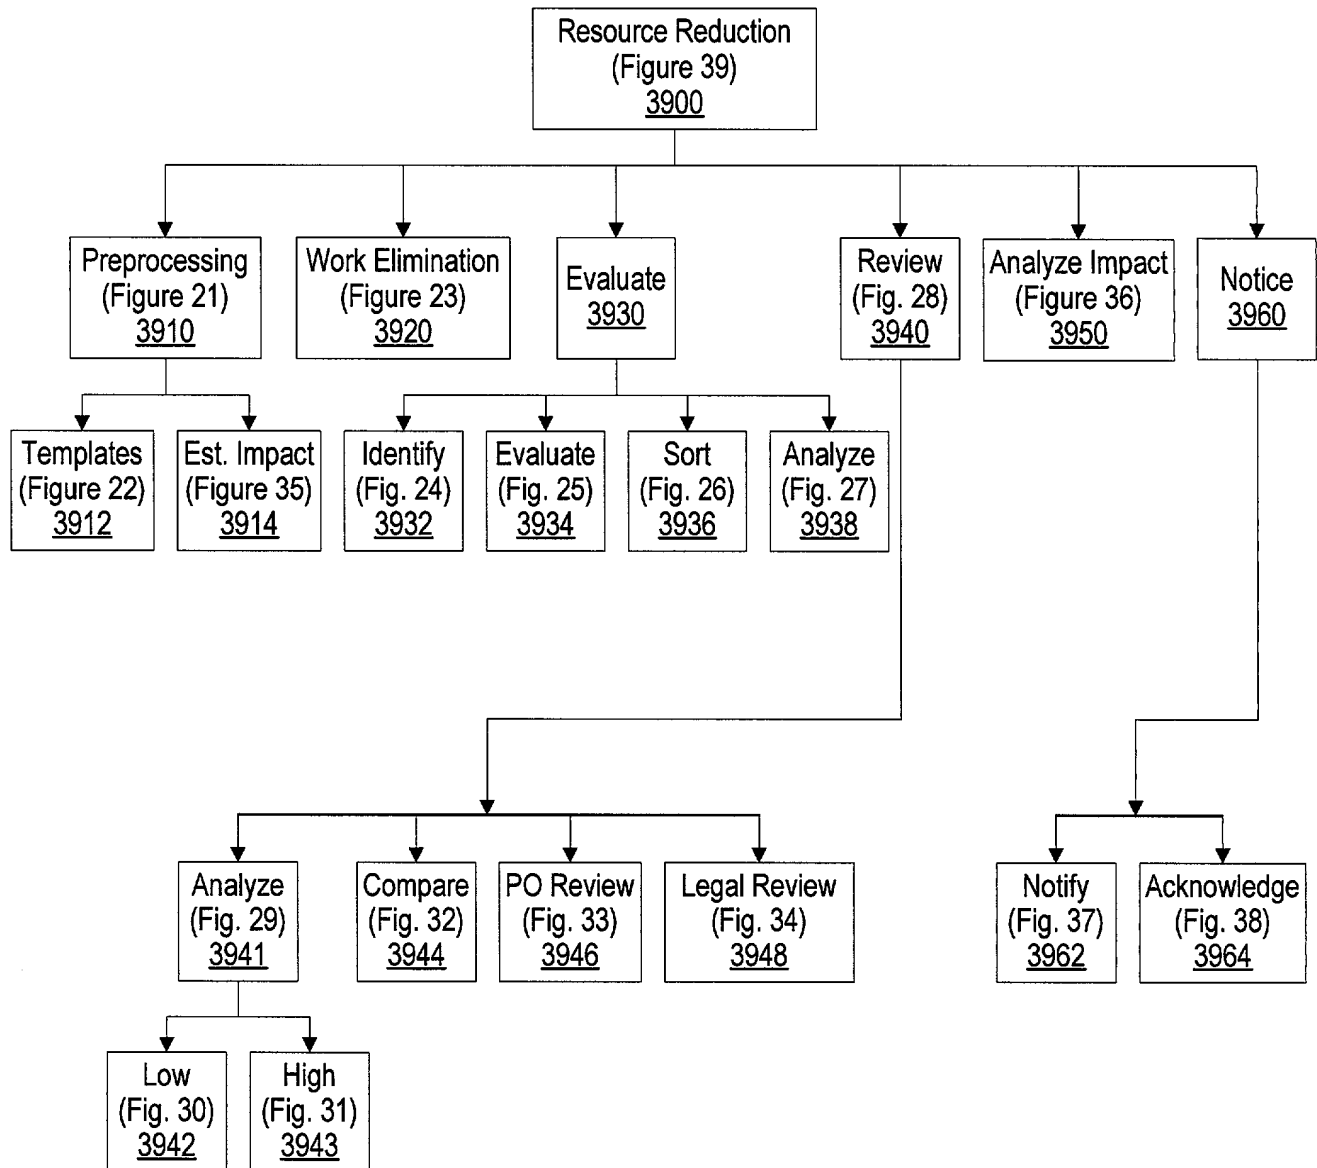 Resource Reduction
(Figure 39)
3900
Preprocessing
(Figure 21)
3910
Work Elimination
(Figure 23)
3920
Evaluate
3930
Review
(Fig. 28)
3940
Analyze Impact
(Figure 36)
3950
Notice
3960
Templates
(Figure 22)
3912
Est. Impact
(Figure 35)
3914
Identify
(Fig. 24)
3932
Evaluate
(Fig. 25)
3934
Sort
(Fig. 26)
3936
Analyze
(Fig. 27)
3938
Analyze
(Fig. 29)
3941
Compare
(Fig. 32)
3944
PO Review
(Fig. 33)
3946
Legal Review
(Fig. 34)
3948
Notify
(Fig. 37)
3962
Acknowledge
(Fig. 38)
3964
Low
(Fig. 30)
3942
High
(Fig. 31)
3943